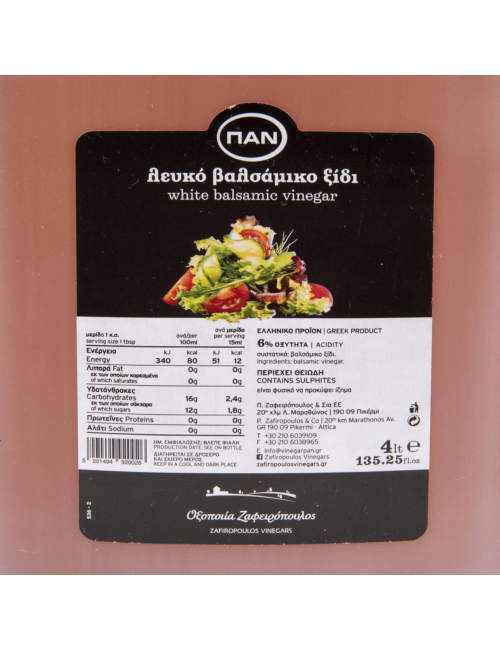 ΠΑΝ
λευκό βαλσάμικο ξίδι
white balsamic vinegar
μερίδα 1 κ.σ.
serving size 1 tbsp
ανά/per
100ml
ανά μερίδα
per serving
15ml
Ενέργεια kJ kcal kJ kcal
Energy 340 80 51 12
Λιπαρά Fat 0g 0g
εκ των οποίων κορεσμένα
of which saturates 0g 0g
Υδατάνθρακες
Carbohydrates 16g 2,4g
εκ των οποίων σάκχαρα
of which sugars 12g 1,8g
Πρωτεΐνες Proteins 0g 0g
Αλάτι Sodium 0g 0g
5 201494 920026
ΗΜ. ΕΜΦΙΑΛΩΣΗΣ: ΒΛΕΠΕ ΦΙΑΛΗ
PRODUCTION DATE: SEE ON BOTTLE
ΔΙΑΤΗΡΕΙΤΑΙ ΣΕ ΔΡΟΣΕΡΟ
ΚΑΙ ΣΚΙΕΡΟ ΜΕΡΟΣ
KEEP IN A COOL AND DARK PLACE
ΕΛΛΗΝΙΚΟ ΠΡΟΪΟΝ | GREEK PRODUCT
6% ΟΞΥΤΗΤΑ | ACIDITY
συστατικά: βαλσάμικο ξίδι.
ingredients: balsamic vinegar.
ΠΕΡΙΕΧΕΙ ΘΕΙΩΔΗ
CONTAINS SULPHITES
είναι φυσικό να προκύψει ίζημα
Π. Ζαφειρόπουλος & Σια ΕΕ
20º χλμ Λ. Μαραθώνος | 190 09 Πικέρμι
P. Zafiropoulos & Co | 20º km Marathonos Av.
GR 190 09 Pikermi · Attica
T +30 210 6039109
F +30 210 6038965
E. info@vinegarpan.gr
Zafiropoulos Vinegars
zafiropoulosvinegars.gr
4lt e
135.25fl.oz
536 - 2
Οξοποιία Ζαφειρόπουλος
ZAFIROPOULOS VINEGARS